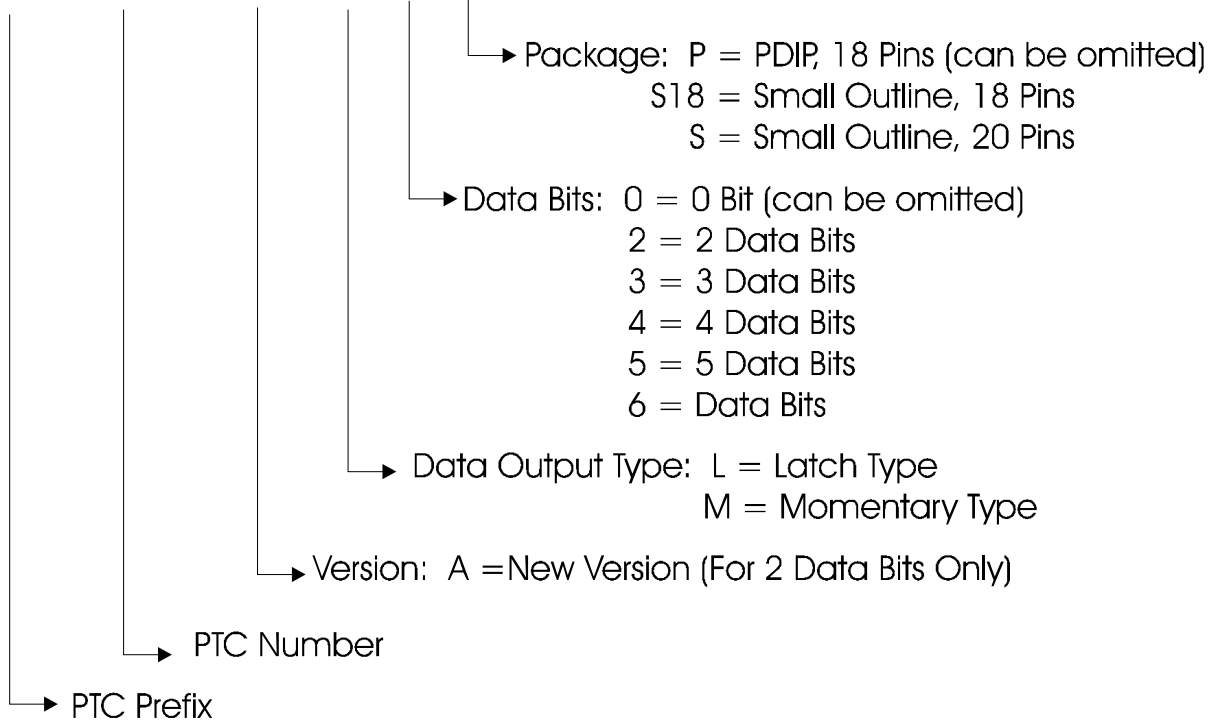 Package: P = PDIP, 18 Pins (can be omitted)
S18 = Small Outline, 18 Pins
S = Small Outline, 20 Pins
Data Bits: 0 = 0 Bit (can be omitted)
2 = 2 Data Bits
3 = 3 Data Bits
4 = 4 Data Bits
5 = 5 Data Bits
6 = Data Bits
Data Output Type: L = Latch Type
M = Momentary Type
Version: A =New Version (For 2 Data Bits Only)
PTC Number
PTC Prefix